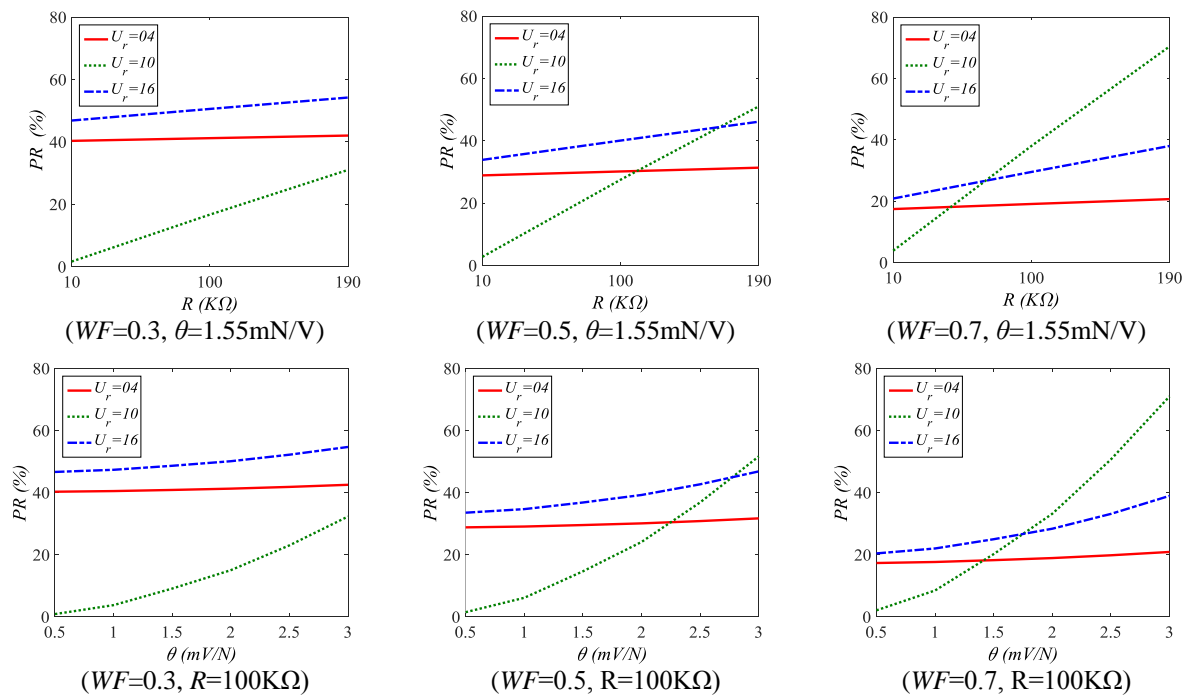 80
60
40
20
0
PR (%)
U_r=04
U_r=10
U_r=16
10 100 190
R (KΩ)
(WF=0.3, θ=1.55mN/V)
80
60
40
20
0
PR (%)
U_r=04
U_r=10
U_r=16
10 100 190
R (KΩ)
(WF=0.5, θ=1.55mN/V)
80
60
40
20
0
PR (%)
U_r=04
U_r=10
U_r=16
10 100 190
R (KΩ)
(WF=0.7, θ=1.55mN/V)
80
60
40
20
0
PR (%)
U_r=04
U_r=10
U_r=16
0.5 1 1.5 2 2.5 3
θ (mV/N)
(WF=0.3, R=100KΩ)
80
60
40
20
0
PR (%)
U_r=04
U_r=10
U_r=16
0.5 1 1.5 2 2.5 3
θ (mV/N)
(WF=0.5, R=100KΩ)
80
60
40
20
0
PR (%)
U_r=04
U_r=10
U_r=16
0.5 1 1.5 2 2.5 3
θ (mV/N)
(WF=0.7, R=100KΩ)